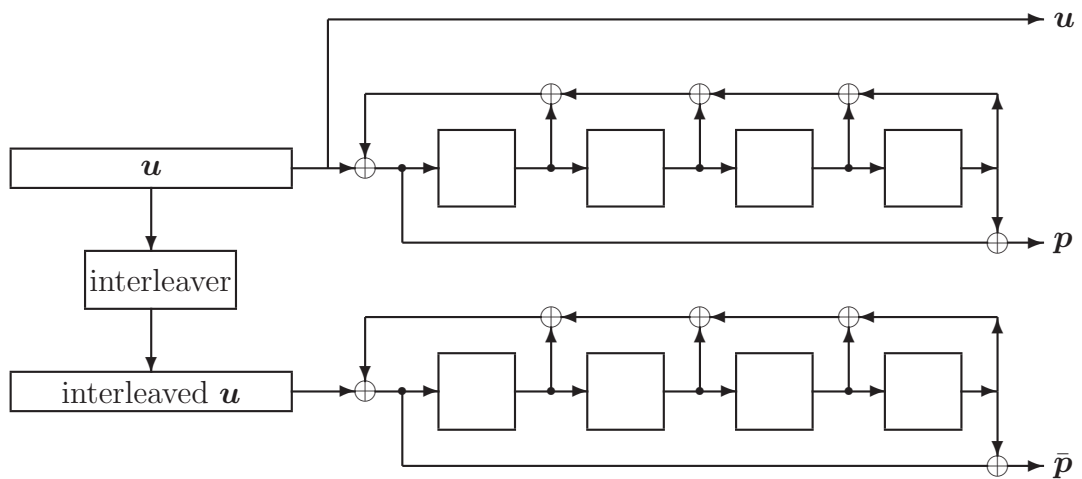 u
u
p
interleaver
interleaved u
p̄